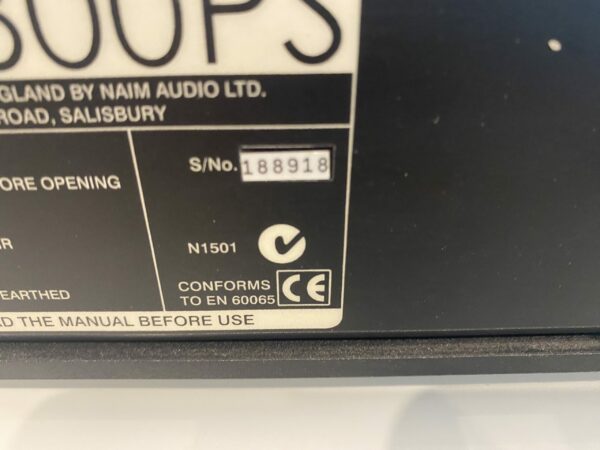 800PS
GLAND BY NAIM AUDIO LTD.
ROAD, SALISBURY
ORE OPENING
S/No. 188918
R
N1501
EARTHED
CONFORMS
TO EN 60065
CE
D THE MANUAL BEFORE USE